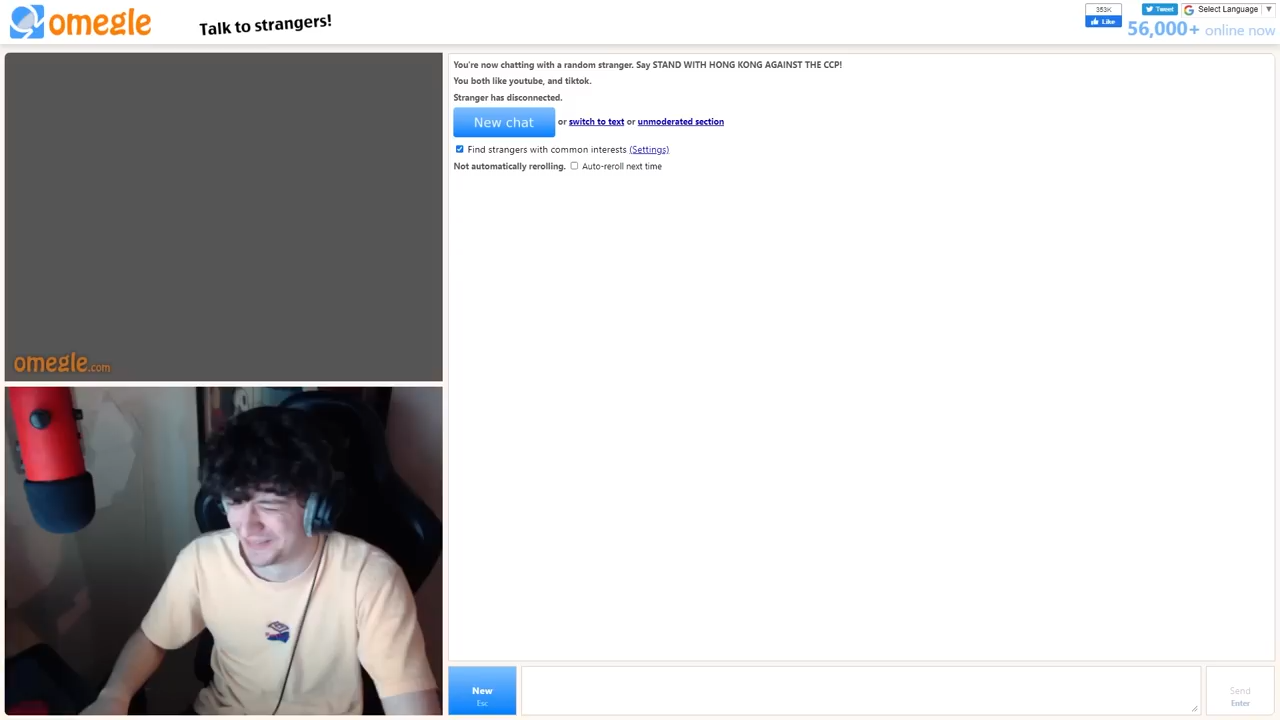 omegle
Talk to strangers!
353K
Like
Tweet
Select Language ▼
56,000+ online now
You're now chatting with a random stranger. Say STAND WITH HONG KONG AGAINST THE CCP!
You both like youtube, and tiktok.
Stranger has disconnected.
New chat or switch to text or unmoderated section
Find strangers with common interests (Settings)
Not automatically rerolling. Auto-reroll next time
omegle.com
New
Esc
Send
Enter